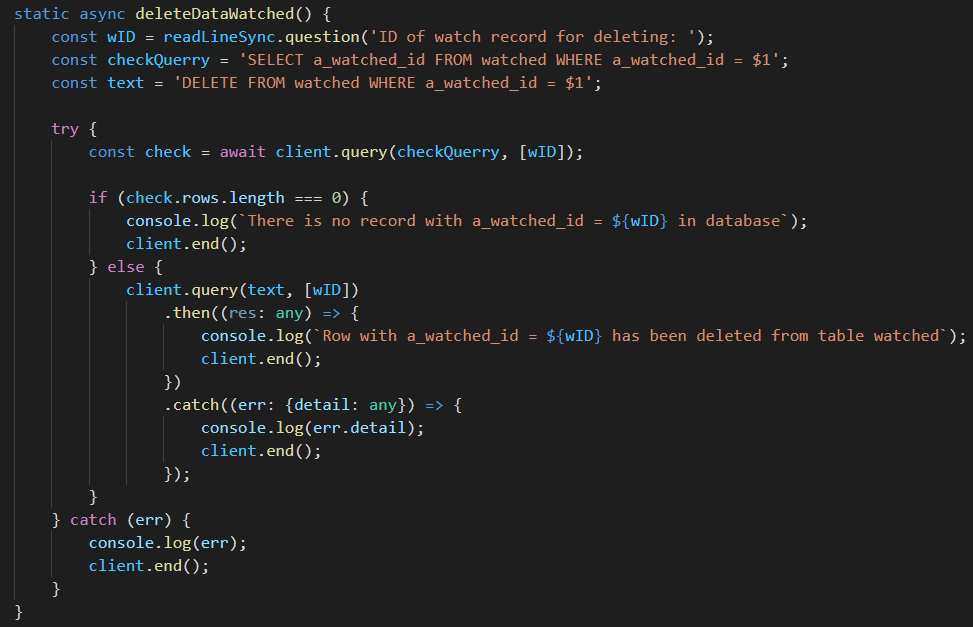 static async deleteDataWatched() {
    const wID = readLineSync.question('ID of watch record for deleting: ');
    const checkQuerry = 'SELECT a_watched_id FROM watched WHERE a_watched_id = $1';
    const text = 'DELETE FROM watched WHERE a_watched_id = $1';

    try {
        const check = await client.query(checkQuerry, [wID]);

        if (check.rows.length === 0) {
            console.log(`There is no record with a_watched_id = ${wID} in database`);
            client.end();
        } else {
            client.query(text, [wID])
                .then((res: any) => {
                    console.log(`Row with a_watched_id = ${wID} has been deleted from table watched`);
                    client.end();
                })
                .catch((err: {detail: any}) => {
                    console.log(err.detail);
                    client.end();
                });
        }
    } catch (err) {
        console.log(err);
        client.end();
    }
}